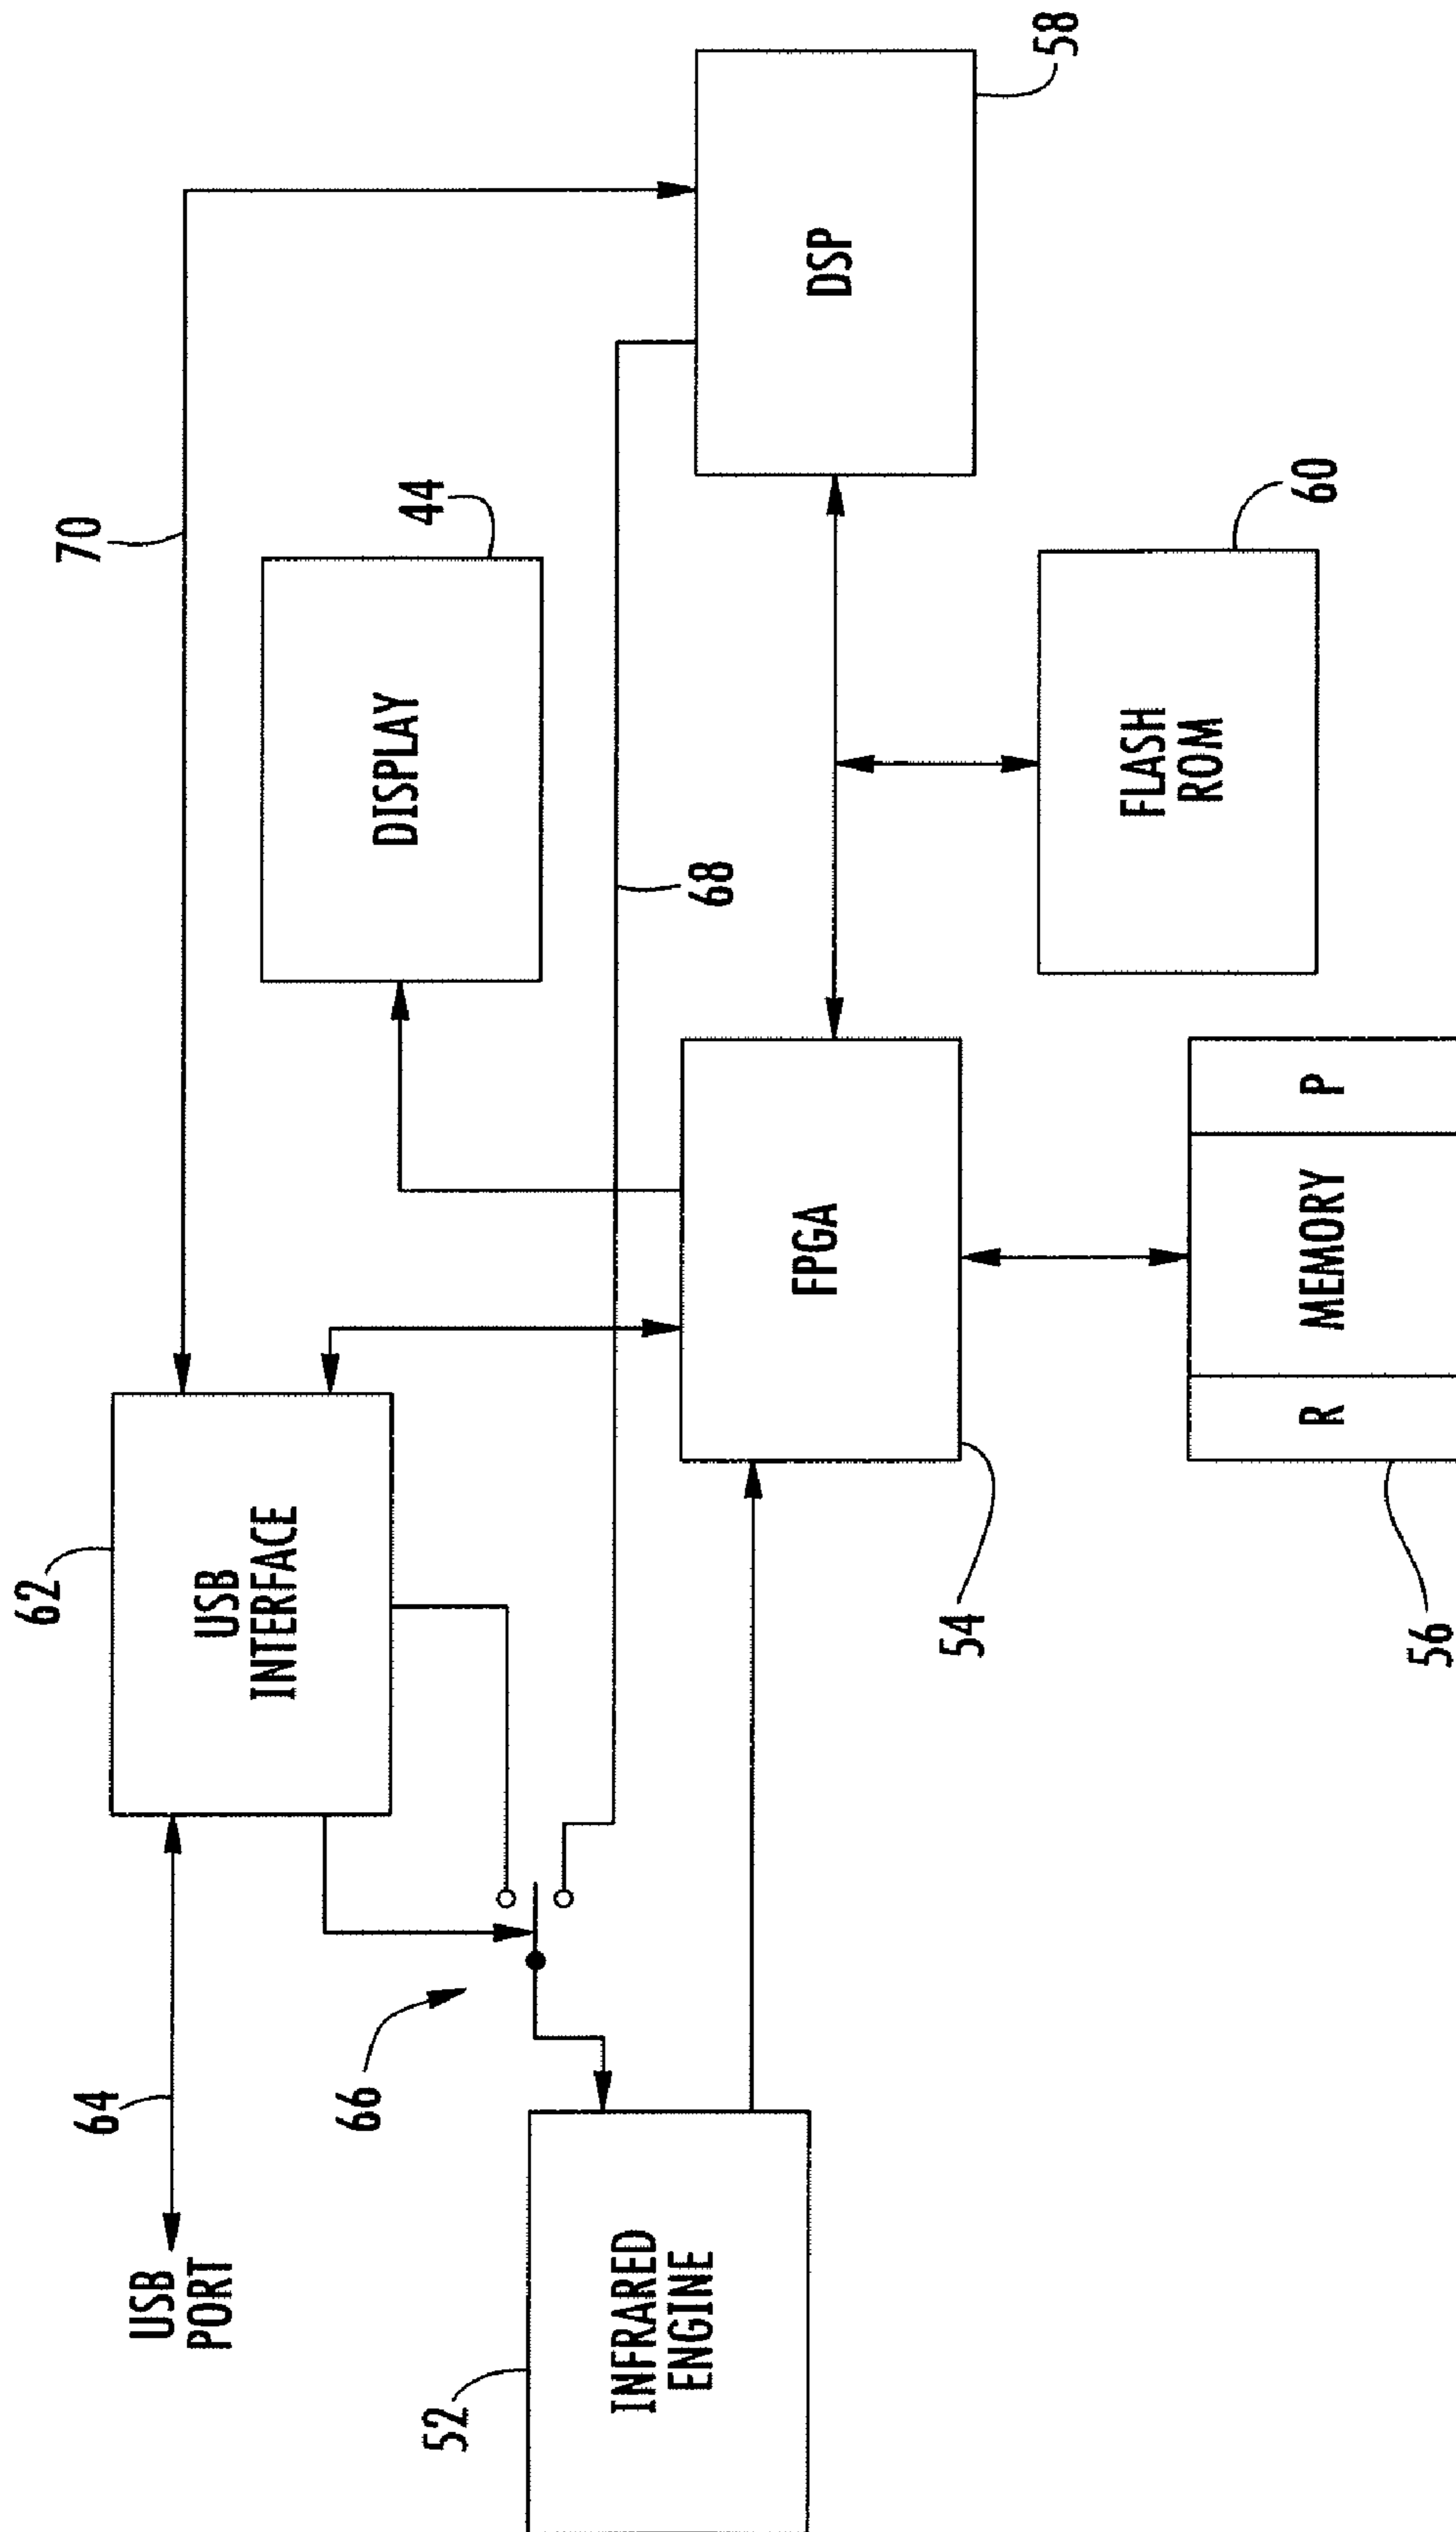 USB
PORT
64
62
USB
INTERFACE
70
66
DISPLAY
44
68
52
INFRARED
ENGINE
FPGA
54
DSP
58
FLASH
ROM
60
R
MEMORY
P
56